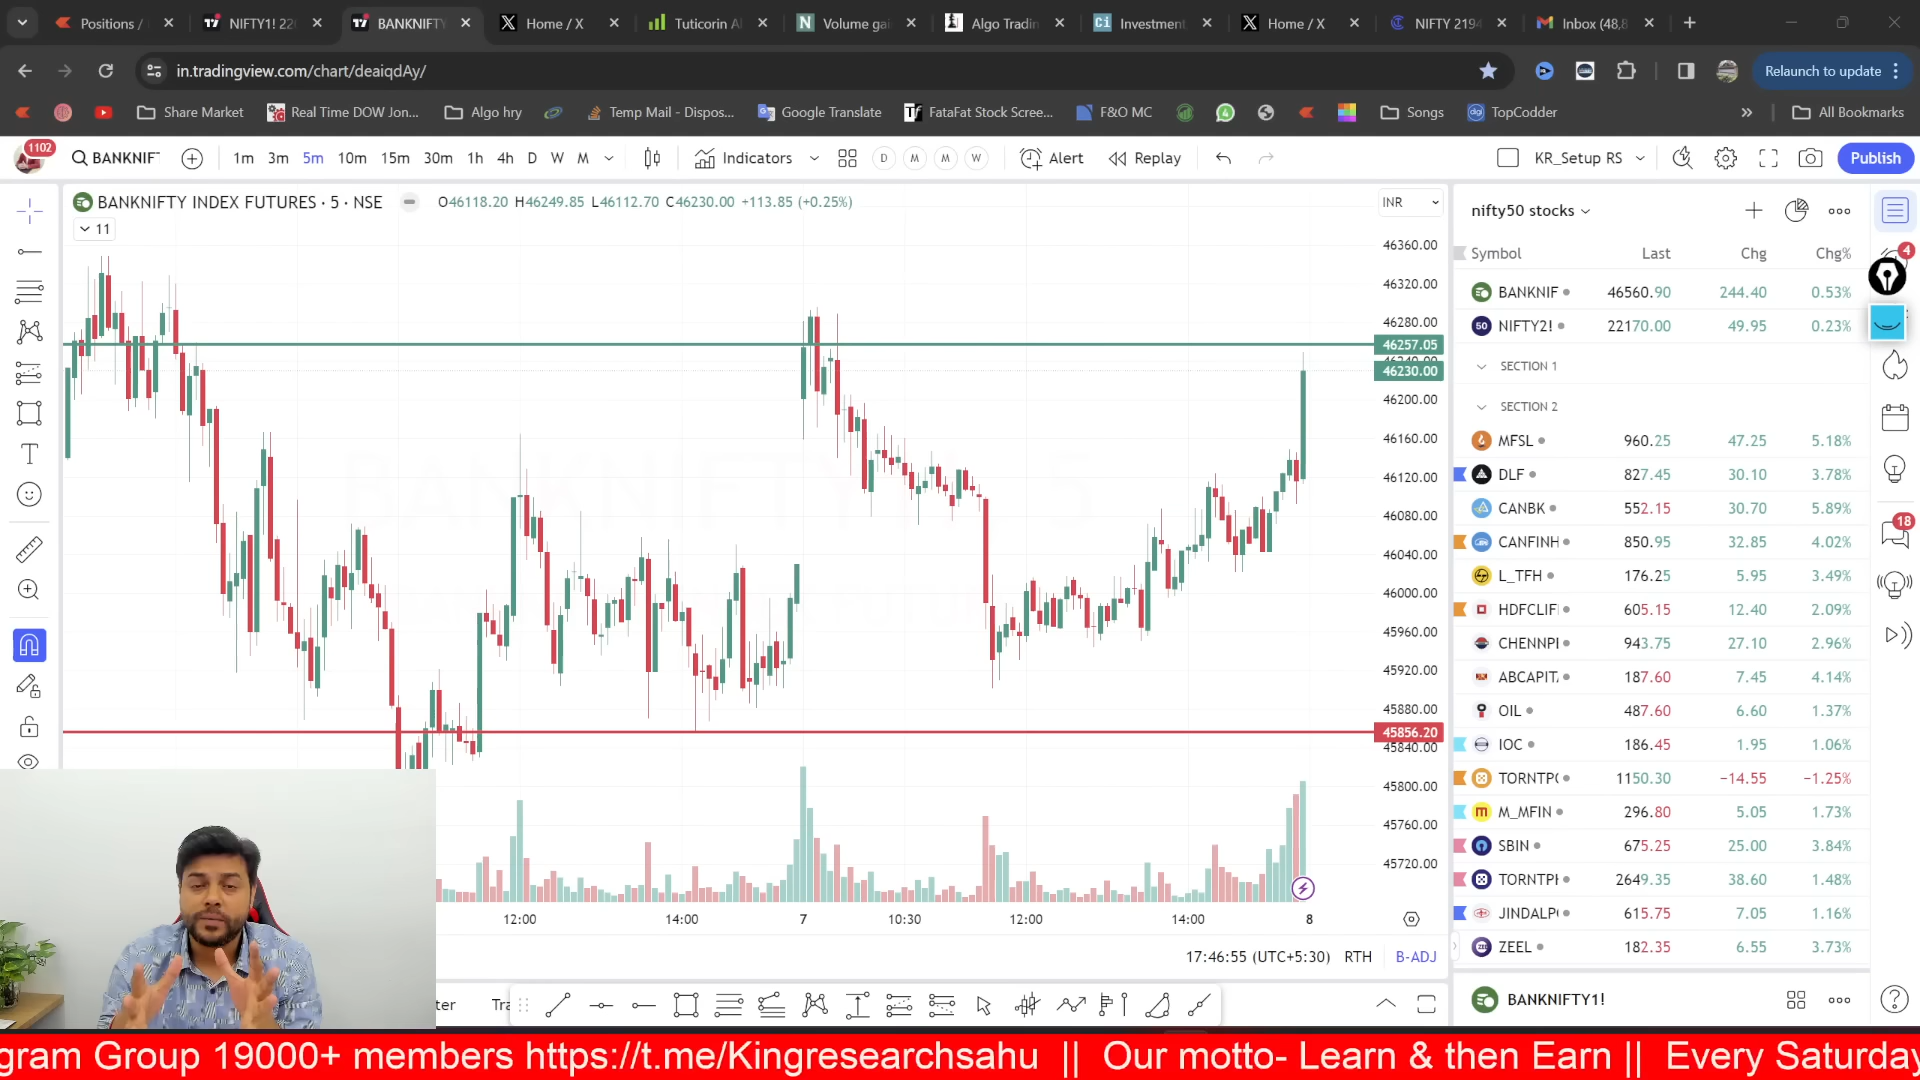 Positions /
NIFTY1! 220
BANKNIFTY
Home / X
Tuticorin Al
Volume gai
Algo Tradin
Investment
Home / X
NIFTY 2194
Inbox (48,8
in.tradingview.com/chart/deaiqdAy/
Relaunch to update
Share Market
Real Time DOW Jon...
Algo hry
Temp Mail - Dispos...
Google Translate
FataFat Stock Scree...
F&O MC
Songs
TopCodder
All Bookmarks
1102
BANKNIF
1m 3m 5m 10m 15m 30m 1h 4h D W M
Indicators
D M M W
Alert
Replay
KR_Setup RS
Publish
BANKNIFTY INDEX FUTURES · 5 · NSE
O46118.20 H46249.85 L46112.70 C46230.00 +113.85 (+0.25%)
11
INR
46360.00
46320.00
46280.00
46257.05
46240.00
46230.00
46200.00
46160.00
46120.00
46080.00
46040.00
46000.00
45960.00
45920.00
45880.00
45856.20
45840.00
45800.00
45760.00
45720.00
12:00 14:00 7 10:30 12:00 14:00 8
17:46:55 (UTC+5:30) RTH B-ADJ
nifty50 stocks
Symbol Last Chg Chg%
BANKNIF 46560.90 244.40 0.53%
NIFTY2! 22170.00 49.95 0.23%
SECTION 1
SECTION 2
MFSL 960.25 47.25 5.18%
DLF 827.45 30.10 3.78%
CANBK 552.15 30.70 5.89%
CANFINH 850.95 32.85 4.02%
L_TFH 176.25 5.95 3.49%
HDFCLIF 605.15 12.40 2.09%
CHENNPI 943.75 27.10 2.96%
ABCAPIT 187.60 7.45 4.14%
OIL 487.60 6.60 1.37%
IOC 186.45 1.95 1.06%
TORNTPO 1150.30 −14.55 −1.25%
M_MFIN 296.80 5.05 1.73%
SBIN 675.25 25.00 3.84%
TORNTPH 2649.35 38.60 1.48%
JINDALPO 615.75 7.05 1.16%
ZEEL 182.35 6.55 3.73%
BANKNIFTY1!
4
18
ter
Tra
gram Group 19000+ members https://t.me/Kingresearchsahu || Our motto- Learn & then Earn || Every Saturday